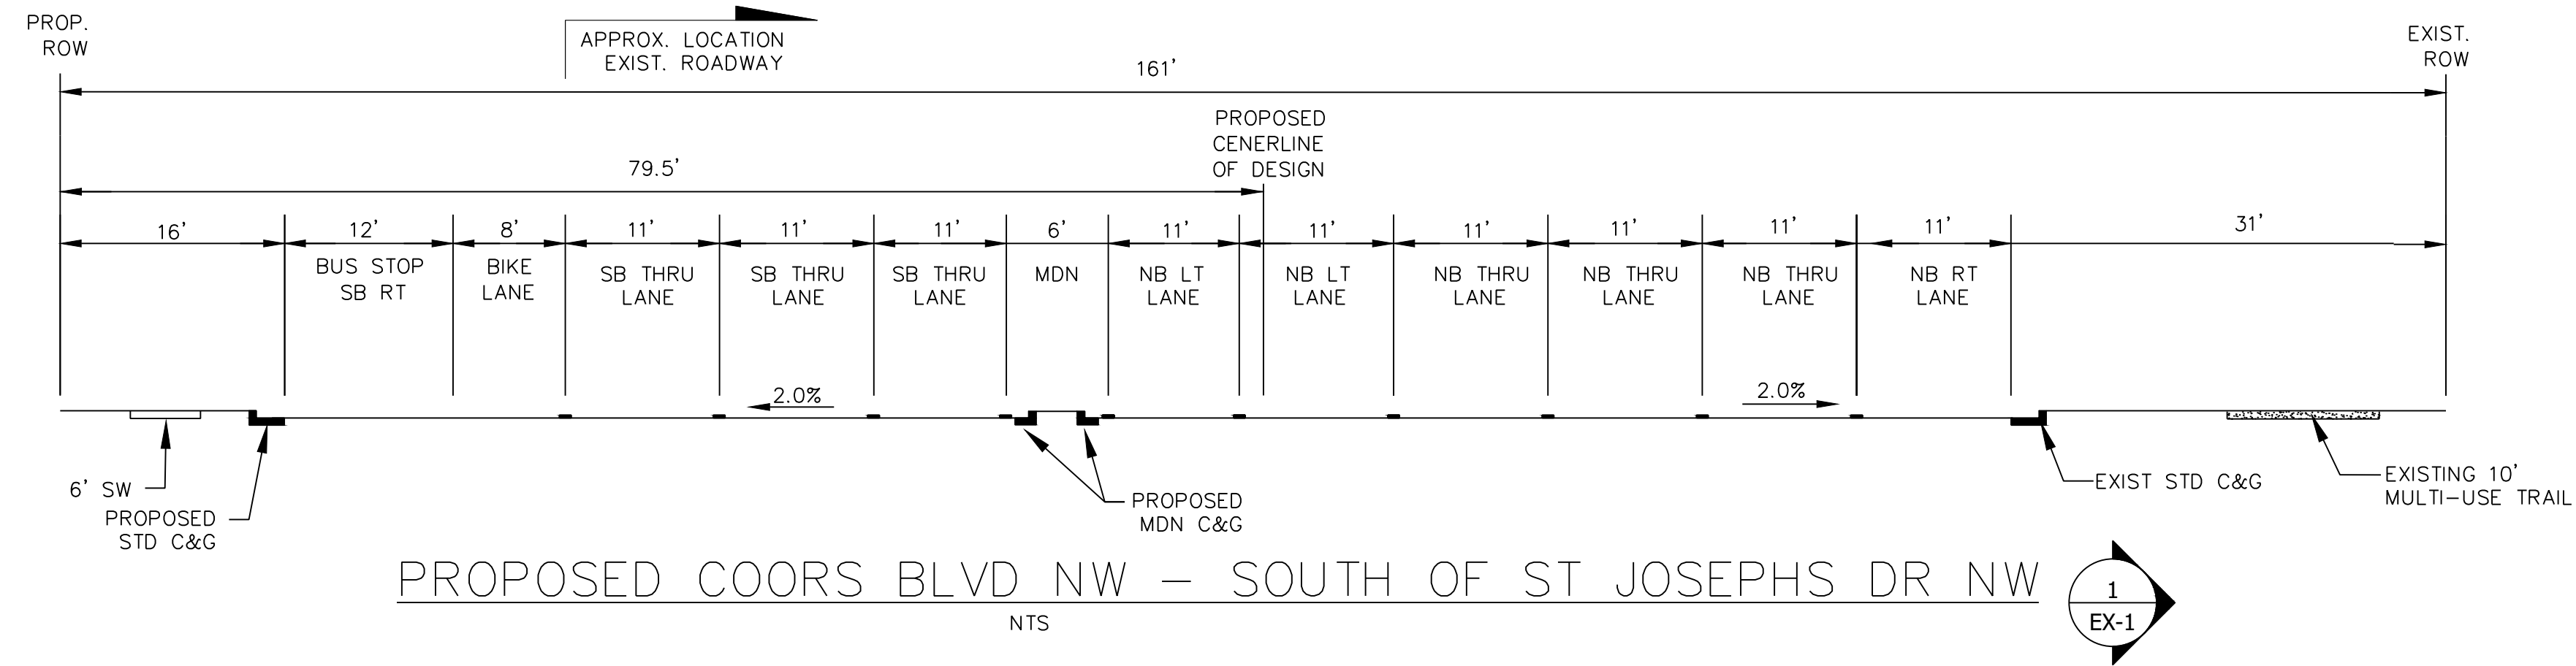 PROP.
ROW
APPROX. LOCATION
EXIST. ROADWAY
EXIST.
ROW
161'
PROPOSED
CENERLINE
OF DESIGN
79.5'
16'
12'
8'
11'
11'
11'
6'
11'
11'
11'
11'
11'
11'
31'
BUS STOP
SB RT
BIKE
LANE
SB THRU
LANE
SB THRU
LANE
SB THRU
LANE
MDN
NB LT
LANE
NB LT
LANE
NB THRU
LANE
NB THRU
LANE
NB THRU
LANE
NB RT
LANE
2.0%
2.0%
6' SW
PROPOSED
STD C&G
PROPOSED
MDN C&G
EXIST STD C&G
EXISTING 10'
MULTI-USE TRAIL
PROPOSED COORS BLVD NW - SOUTH OF ST JOSEPHS DR NW
NTS
1
EX-1